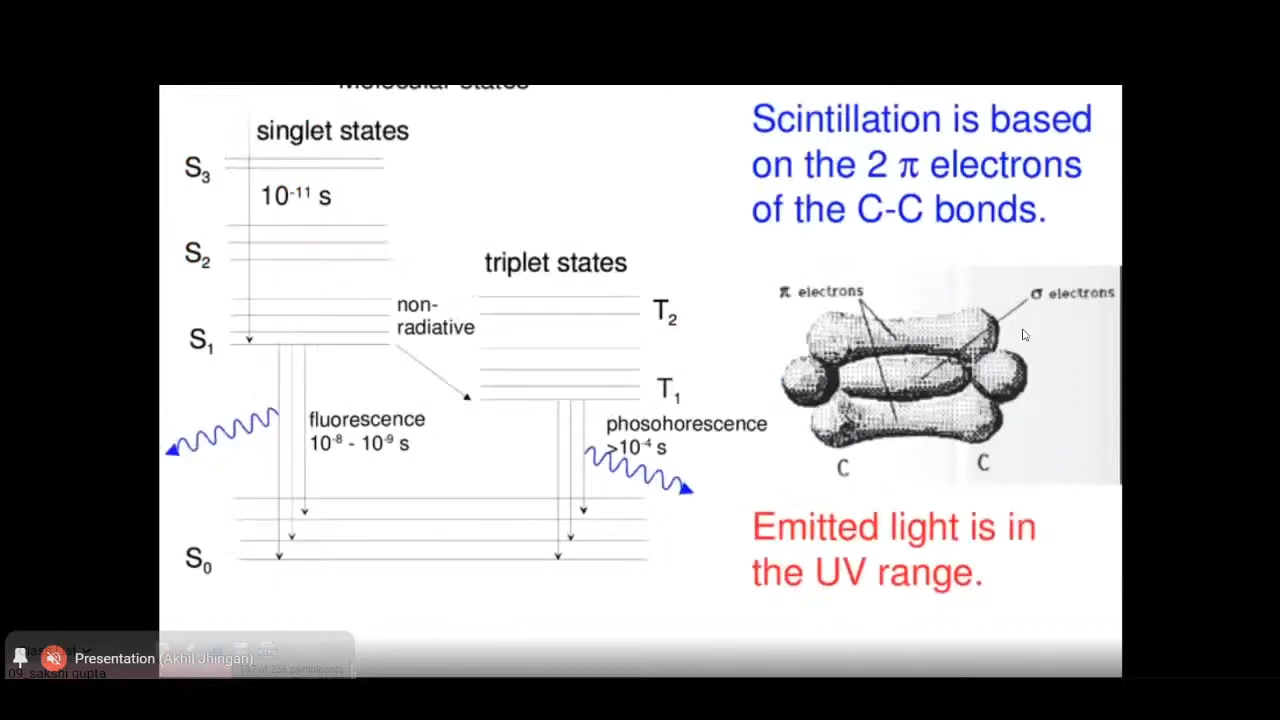 Molecular states
singlet states
S3
10-11 s
S2
triplet states
non-
radiative
T2
S1
T1
fluorescence
10-8 - 10-9 s
phosohorescence
>10-4 s
S0
Scintillation is based
on the 2 π electrons
of the C-C bonds.
π electrons
σ electrons
C
C
Emitted light is in
the UV range.
Presentation (Akhil Jhingan)
09_sakshi gupta